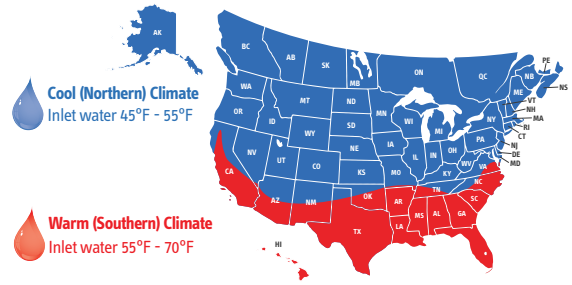 AK
BC
AB
SK
MB
ON
QC
NB
PE
NS
ME
VT
NH
MA
RI
CT
NJ
DE
MD
WA
OR
ID
MT
ND
MN
WI
MI
NY
PA
SD
WY
NE
IA
IL
IN
OH
WV
VA
KY
NV
UT
CO
KS
MO
CA
AZ
NM
OK
AR
TN
NC
SC
MS
AL
GA
LA
TX
HI
Cool (Northern) Climate
Inlet water 45°F - 55°F
Warm (Southern) Climate
Inlet water 55°F - 70°F